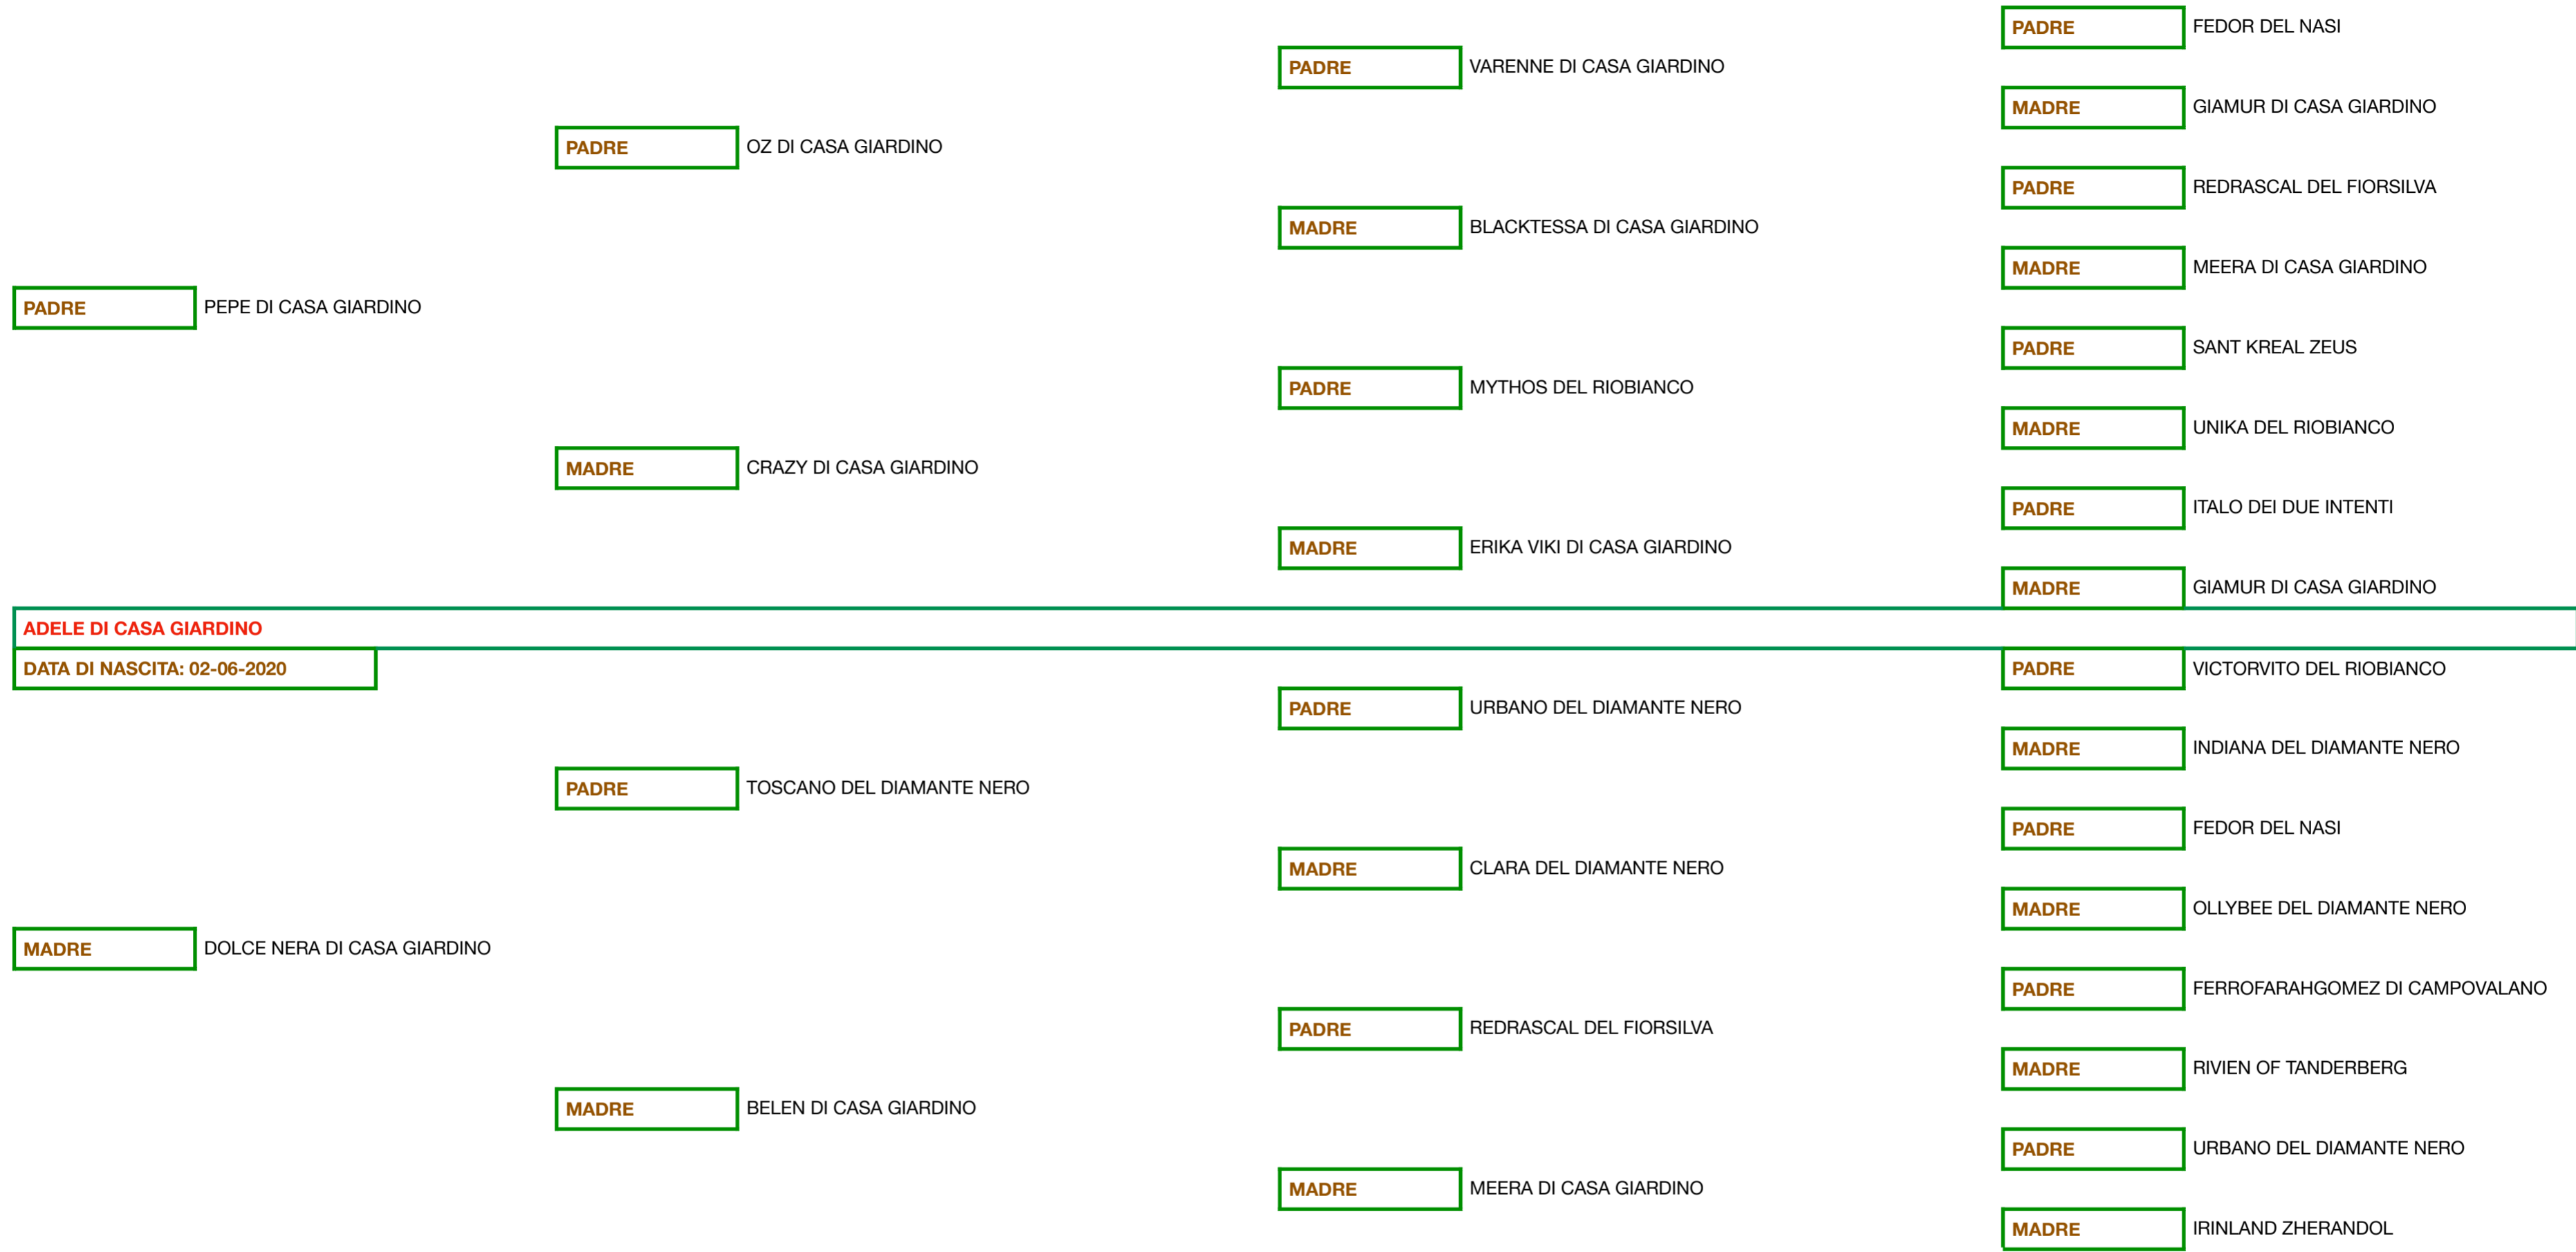 PADRE FEDOR DEL NASI
PADRE VARENNE DI CASA GIARDINO
MADRE GIAMUR DI CASA GIARDINO
PADRE OZ DI CASA GIARDINO
PADRE REDRASCAL DEL FIORSILVA
MADRE BLACKTESSA DI CASA GIARDINO
MADRE MEERA DI CASA GIARDINO
PADRE PEPE DI CASA GIARDINO
PADRE SANT KREAL ZEUS
PADRE MYTHOS DEL RIOBIANCO
MADRE UNIKA DEL RIOBIANCO
MADRE CRAZY DI CASA GIARDINO
PADRE ITALO DEI DUE INTENTI
MADRE ERIKA VIKI DI CASA GIARDINO
MADRE GIAMUR DI CASA GIARDINO
ADELE DI CASA GIARDINO
DATA DI NASCITA: 02-06-2020 PADRE VICTORVITO DEL RIOBIANCO
PADRE URBANO DEL DIAMANTE NERO
MADRE INDIANA DEL DIAMANTE NERO
PADRE TOSCANO DEL DIAMANTE NERO
PADRE FEDOR DEL NASI
MADRE CLARA DEL DIAMANTE NERO
MADRE OLLYBEE DEL DIAMANTE NERO
MADRE DOLCE NERA DI CASA GIARDINO
PADRE FERROFARAHGOMEZ DI CAMPOVALANO
PADRE REDRASCAL DEL FIORSILVA
MADRE RIVIEN OF TANDERBERG
MADRE BELEN DI CASA GIARDINO
PADRE URBANO DEL DIAMANTE NERO
MADRE MEERA DI CASA GIARDINO
MADRE IRINLAND ZHERANDOL